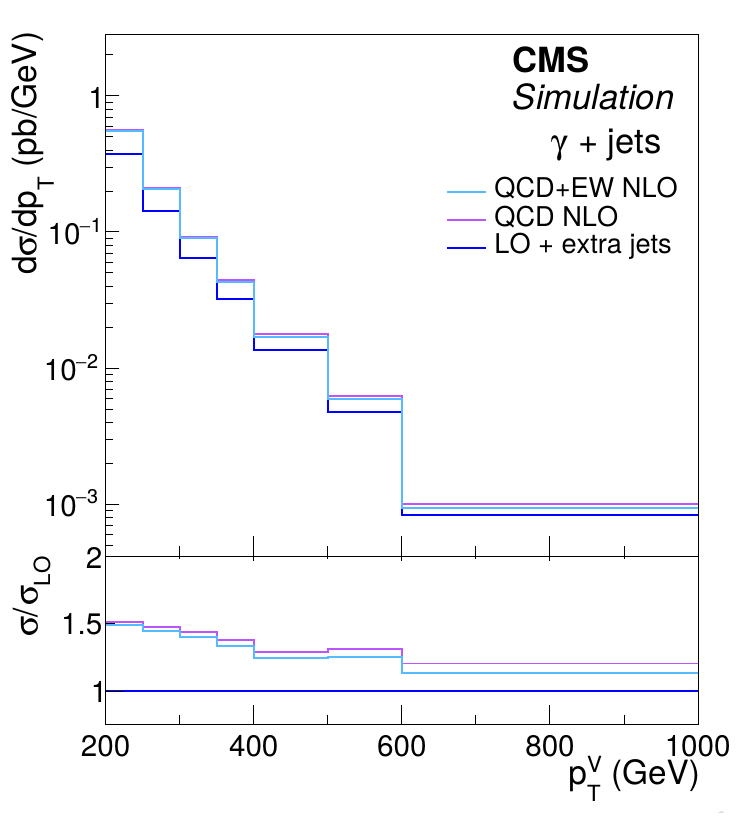 CMS
Simulation
γ + jets
QCD+EW NLO
QCD NLO
LO + extra jets
dσ/dp_T (pb/GeV)
1
10⁻¹
10⁻²
10⁻³
σ/σ_LO
2
1.5
1
200 400 600 800 1000
p_T^V (GeV)